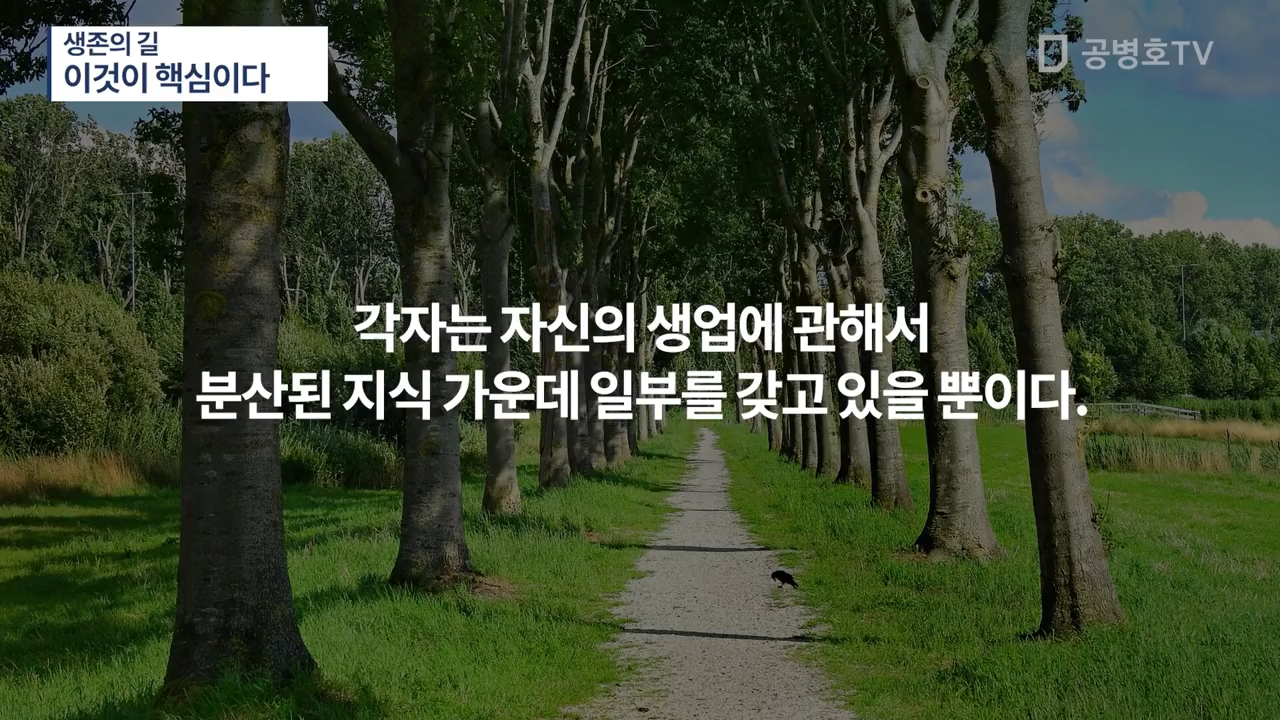 생존의 길
이것이 핵심이다
공병호TV
각자는 자신의 생업에 관해서
분산된 지식 가운데 일부를 갖고 있을 뿐이다.